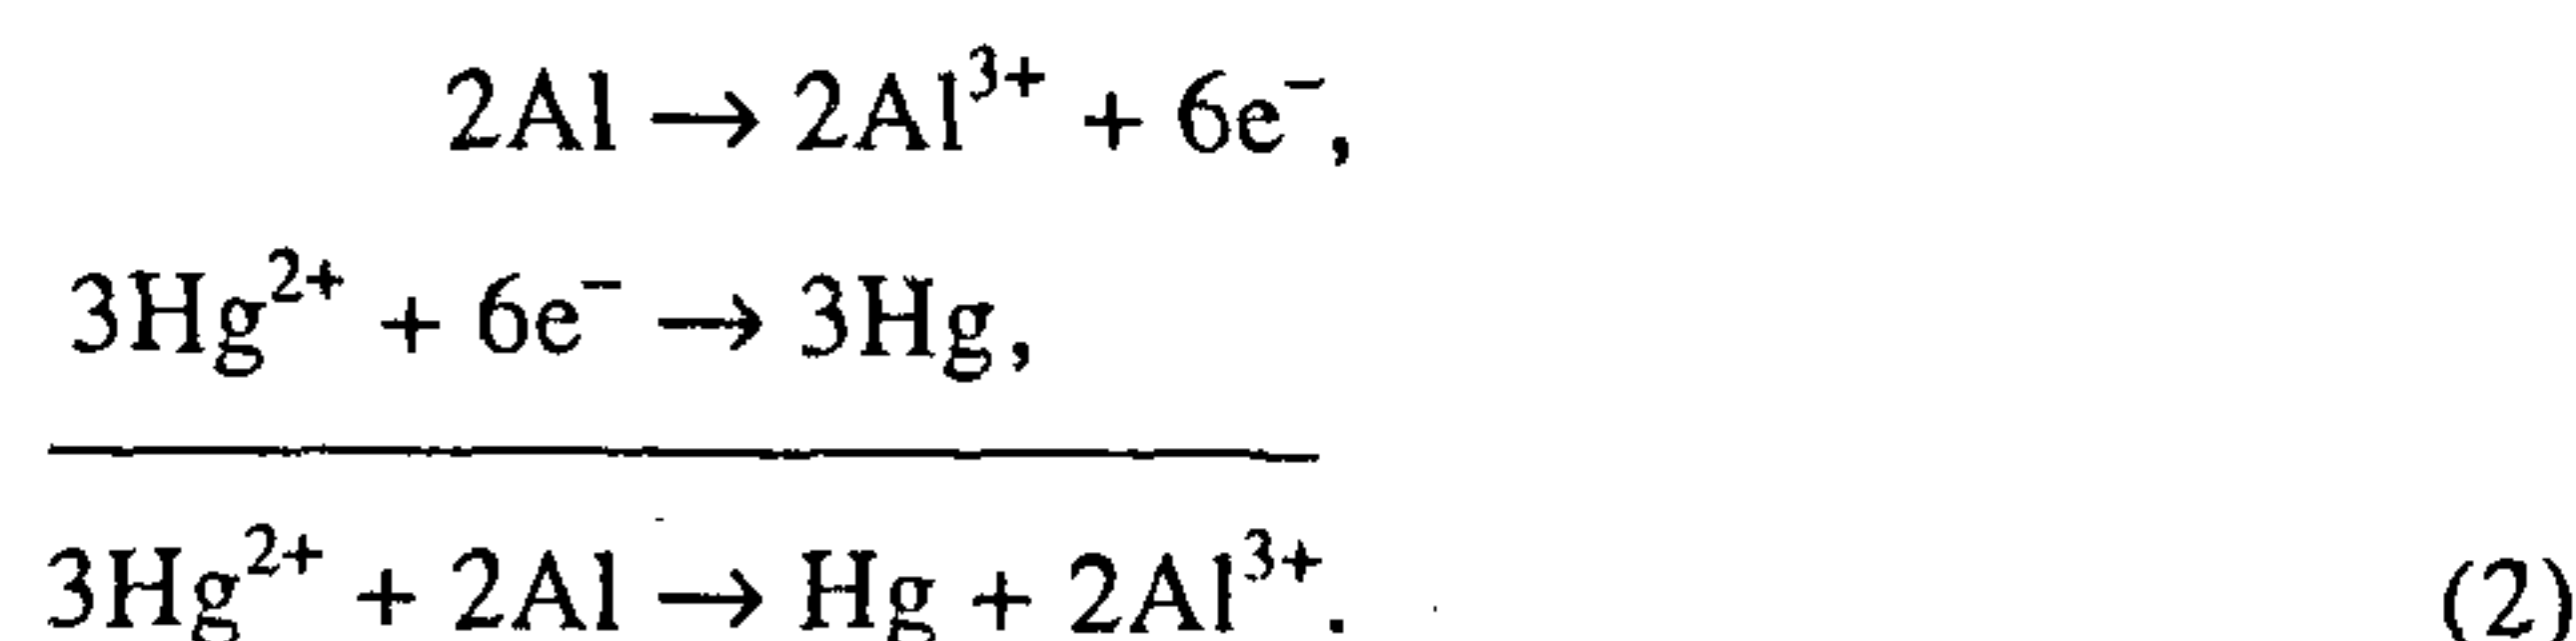 2Al → 2Al³⁺ + 6e⁻,
3Hg²⁺ + 6e⁻ → 3Hg,
3Hg²⁺ + 2Al → Hg + 2Al³⁺. (2)